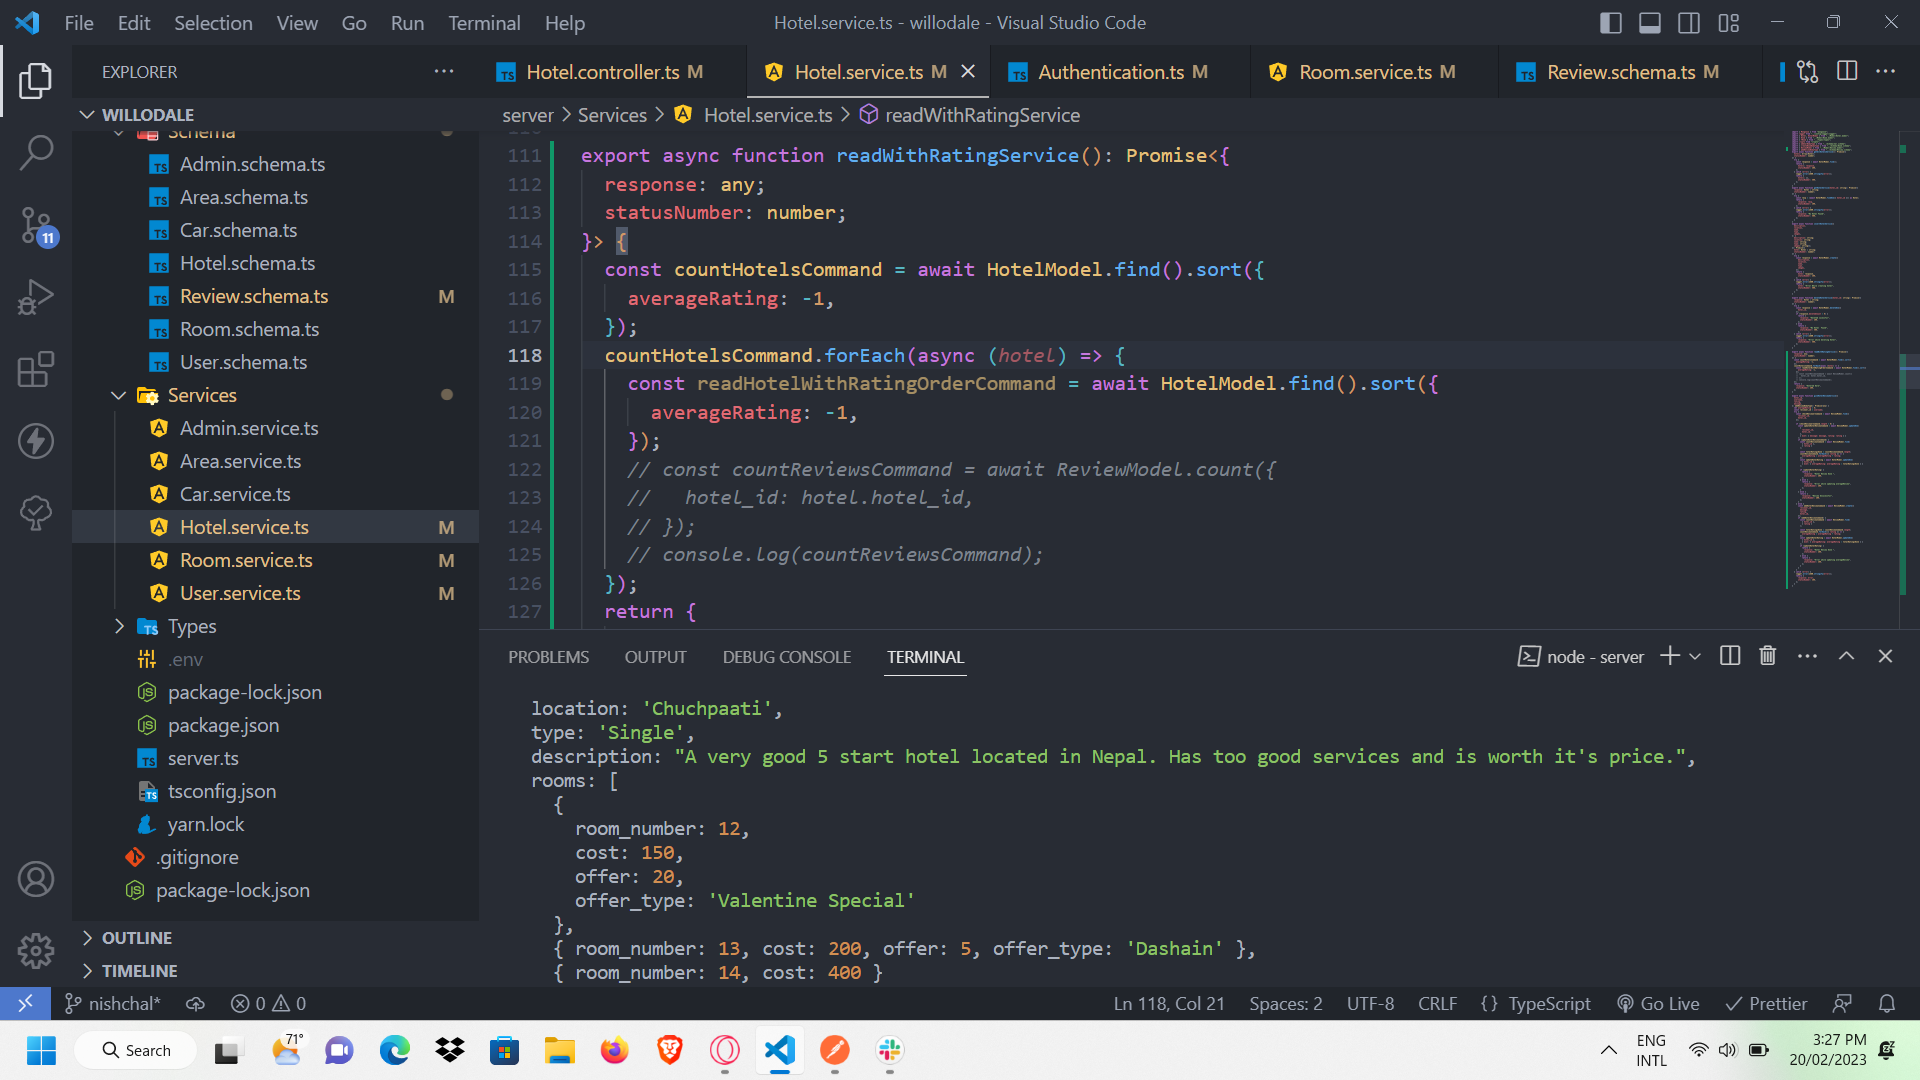 File Edit Selection View Go Run Terminal Help
Hotel.service.ts - willodale - Visual Studio Code
EXPLORER
Hotel.controller.ts M
Hotel.service.ts M
Authentication.ts M
Room.service.ts M
Review.schema.ts M
WILLODALE
server > Services > Hotel.service.ts > readWithRatingService
Schema
Admin.schema.ts
Area.schema.ts
Car.schema.ts
Hotel.schema.ts
Review.schema.ts M
Room.schema.ts
User.schema.ts
Services
Admin.service.ts
Area.service.ts
Car.service.ts
Hotel.service.ts M
Room.service.ts M
User.service.ts M
Types
.env
package-lock.json
package.json
server.ts
tsconfig.json
yarn.lock
.gitignore
package-lock.json
OUTLINE
TIMELINE
11
111 export async function readWithRatingService(): Promise<{
112 response: any;
113 statusNumber: number;
114 }> {
115 const countHotelsCommand = await HotelModel.find().sort({
116 averageRating: -1,
117 });
118 countHotelsCommand.forEach(async (hotel) => {
119 const readHotelWithRatingOrderCommand = await HotelModel.find().sort({
120 averageRating: -1,
121 });
122 // const countReviewsCommand = await ReviewModel.count({
123 //   hotel_id: hotel.hotel_id,
124 // });
125 // console.log(countReviewsCommand);
126 });
127 return {
PROBLEMS OUTPUT DEBUG CONSOLE TERMINAL
node - server
location: 'Chuchpaati',
type: 'Single',
description: "A very good 5 start hotel located in Nepal. Has too good services and is worth it's price.",
rooms: [
{
room_number: 12,
cost: 150,
offer: 20,
offer_type: 'Valentine Special'
},
{ room_number: 13, cost: 200, offer: 5, offer_type: 'Dashain' },
{ room_number: 14, cost: 400 }
nishchal* 0 0
Ln 118, Col 21 Spaces: 2 UTF-8 CRLF {} TypeScript Go Live Prettier
Search
71°
ENG
INTL
3:27 PM
20/02/2023